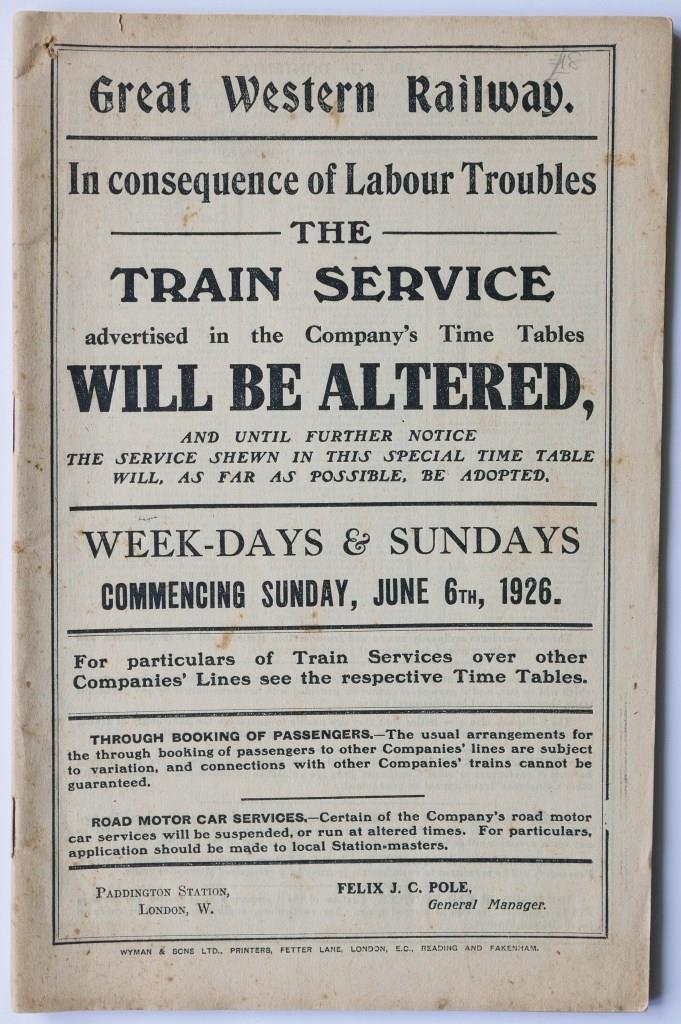 Great Western Railway.
In consequence of Labour Troubles
THE
TRAIN SERVICE
advertised in the Company's Time Tables
WILL BE ALTERED,
AND UNTIL FURTHER NOTICE
THE SERVICE SHEWN IN THIS SPECIAL TIME TABLE
WILL, AS FAR AS POSSIBLE, BE ADOPTED.
WEEK-DAYS & SUNDAYS
COMMENCING SUNDAY, JUNE 6TH, 1926.
For particulars of Train Services over other
Companies' Lines see the respective Time Tables.
THROUGH BOOKING OF PASSENGERS.—The usual arrangements for
the through booking of passengers to other Companies' lines are subject
to variation, and connections with other Companies' trains cannot be
guaranteed.
ROAD MOTOR CAR SERVICES.—Certain of the Company's road motor
car services will be suspended, or run at altered times. For particulars,
application should be made to local Station-masters.
PADDINGTON STATION,
LONDON, W.
FELIX J. C. POLE,
General Manager.
WYMAN & SONS LTD., PRINTERS, FETTER LANE, LONDON, E.C., READING AND FAKENHAM.